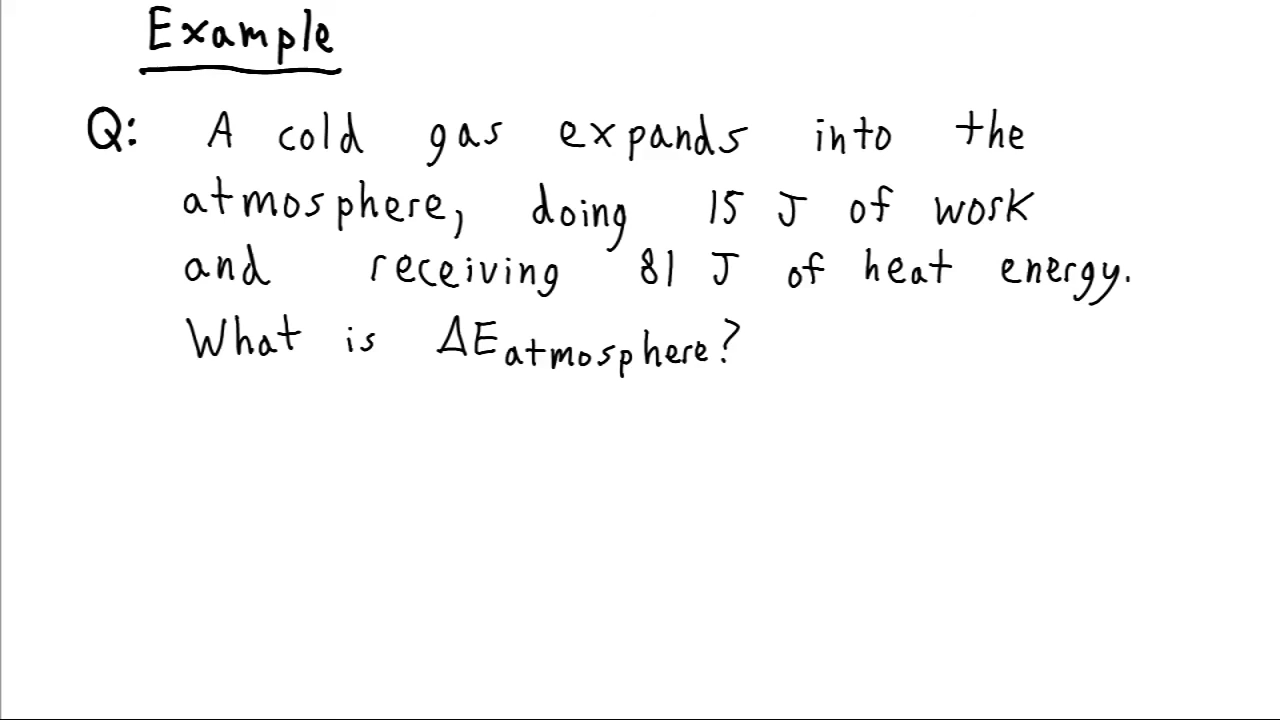 Example
Q: A cold gas expands into the
atmosphere, doing 15 J of work
and receiving 81 J of heat energy.
What is ΔEatmosphere?